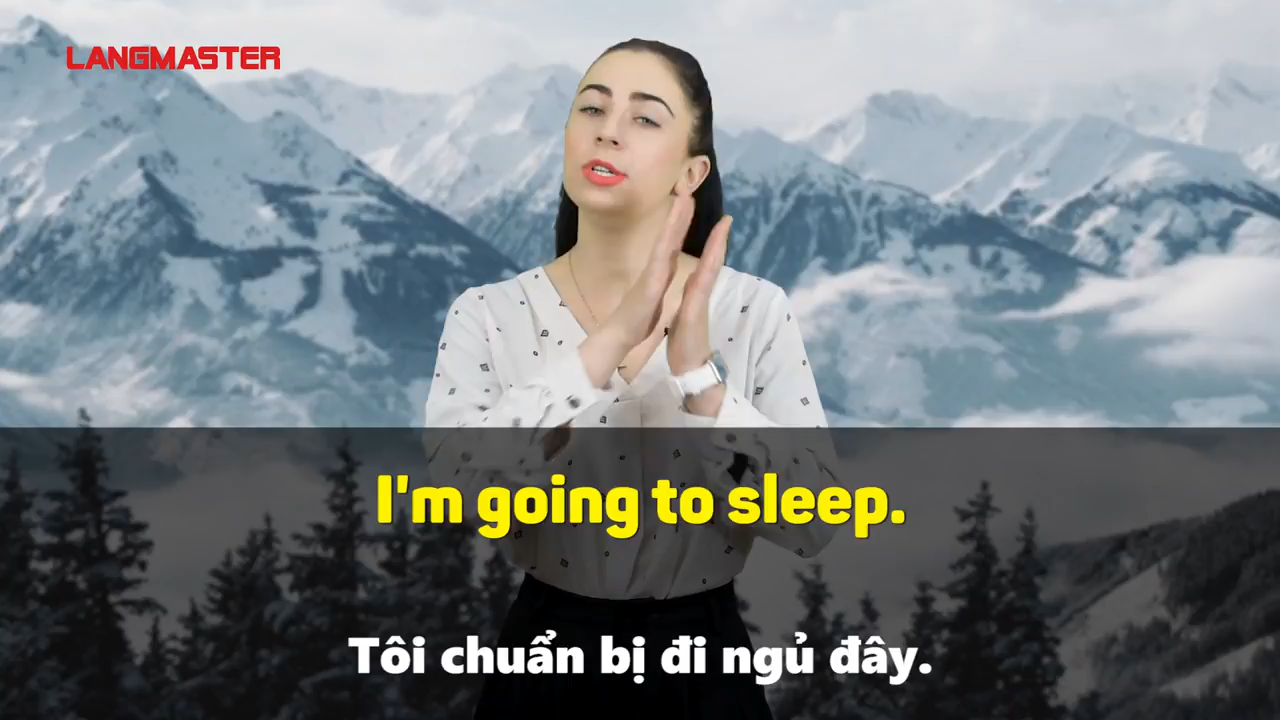 LANGMASTER
I'm going to sleep.
Tôi chuẩn bị đi ngủ đây.